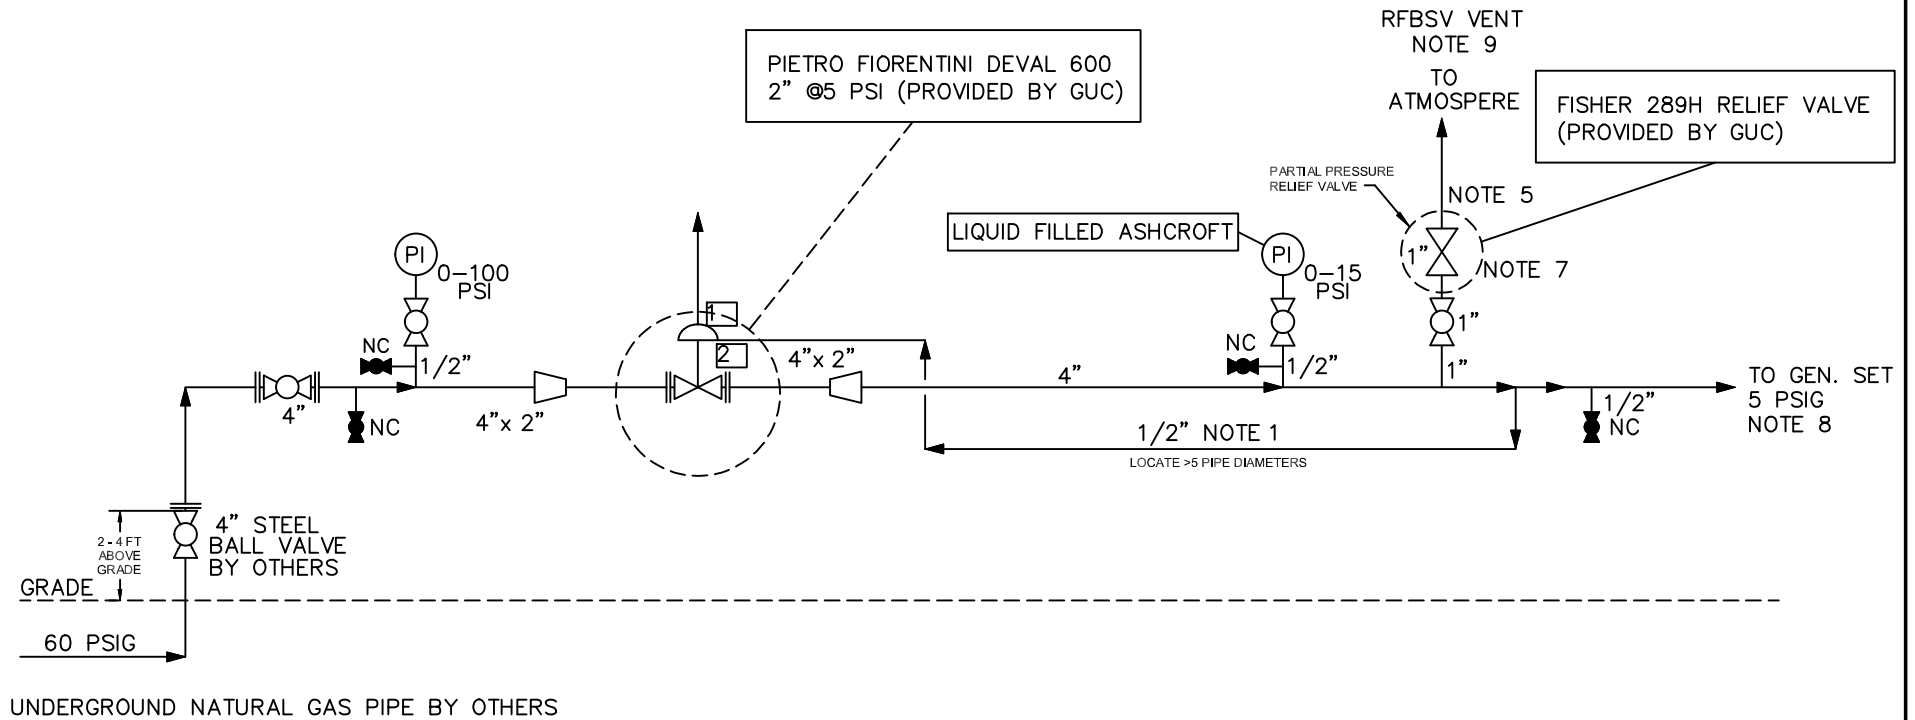 RFBSV VENT
NOTE 9
TO
ATMOSPERE
PIETRO FIORENTINI DEVAL 600
2” @5 PSI (PROVIDED BY GUC)
FISHER 289H RELIEF VALVE
(PROVIDED BY GUC)
PARTIAL PRESSURE
RELIEF VALVE
NOTE 5
LIQUID FILLED ASHCROFT
PI
0-100
PSI
PI
0-15
PSI
1”
NOTE 7
1
2
1”
NC
1/2”
4”x 2”
NC
1/2”
1”
4”
4”
NC
4”x 2”
1/2”
NC
TO GEN. SET
5 PSIG
NOTE 8
1/2” NOTE 1
LOCATE >5 PIPE DIAMETERS
4” STEEL
BALL VALVE
BY OTHERS
2-4 FT
ABOVE
GRADE
GRADE
60 PSIG
UNDERGROUND NATURAL GAS PIPE BY OTHERS